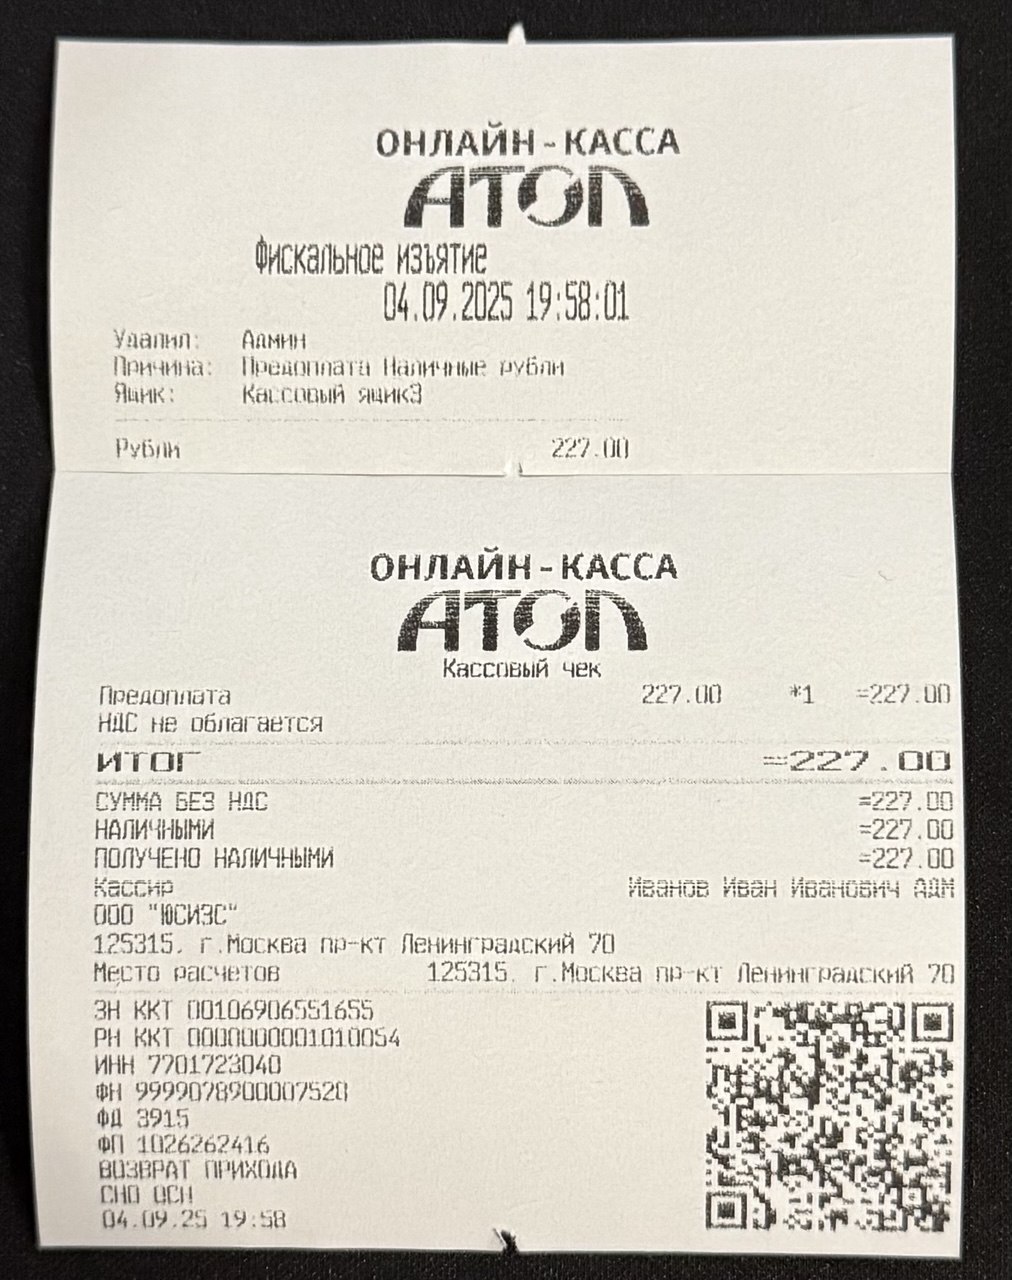 ОНЛАЙН-КАССА
АТОЛ
Фискальное изъятие
04.09.2025 19:58:01
Удалил: Админ
Причина: Предоплата Наличные рубли
Ящик: Кассовый ящик3
Рубли 227.00
ОНЛАЙН-КАССА
АТОЛ
Кассовый чек
Предоплата 227.00 *1 =227.00
НДС не облагается
ИТОГ =227.00
СУММА БЕЗ НДС =227.00
НАЛИЧНЫМИ =227.00
ПОЛУЧЕНО НАЛИЧНЫМИ =227.00
Кассир Иванов Иван Иванович АДМ
ООО "ЮСИЭС"
125315, г.Москва пр-кт Ленинградский 70
Место расчетов 125315, г.Москва пр-кт Ленинградский 70
ЗН ККТ 00106906551655
РН ККТ 0000000001010054
ИНН 7701723040
ФН 9999078900007528
ФД 3915
ФП 1026262416
ВОЗВРАТ ПРИХОДА
СНО ОСН
04.09.25 19:58